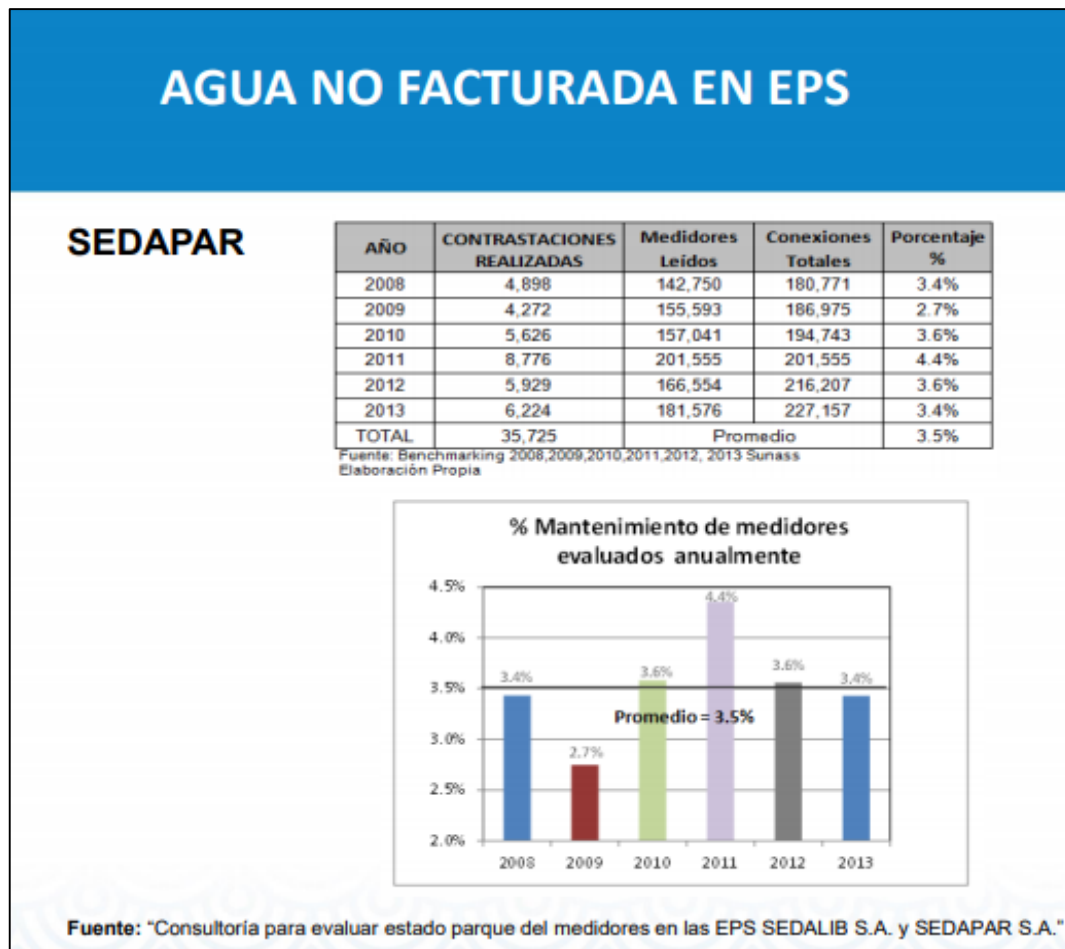 AGUA NO FACTURADA EN EPS
SEDAPAR
AÑO CONTRASTACIONES REALIZADAS Medidores Leídos Conexiones Totales Porcentaje %
2008 4,898 142,750 180,771 3.4%
2009 4,272 155,593 186,975 2.7%
2010 5,626 157,041 194,743 3.6%
2011 8,776 201,555 201,555 4.4%
2012 5,929 166,554 216,207 3.6%
2013 6,224 181,576 227,157 3.4%
TOTAL 35,725 Promedio 3.5%
Fuente: Benchmarking 2008,2009,2010,2011,2012, 2013 Sunass
Elaboración Propia
% Mantenimiento de medidores
evaluados anualmente
4.5%
4.0%
3.5%
3.0%
2.5%
2.0%
3.4%
2.7%
3.6%
4.4%
3.6%
3.4%
Promedio = 3.5%
2008 2009 2010 2011 2012 2013
Fuente: "Consultoría para evaluar estado parque del medidores en las EPS SEDALIB S.A. y SEDAPAR S.A."